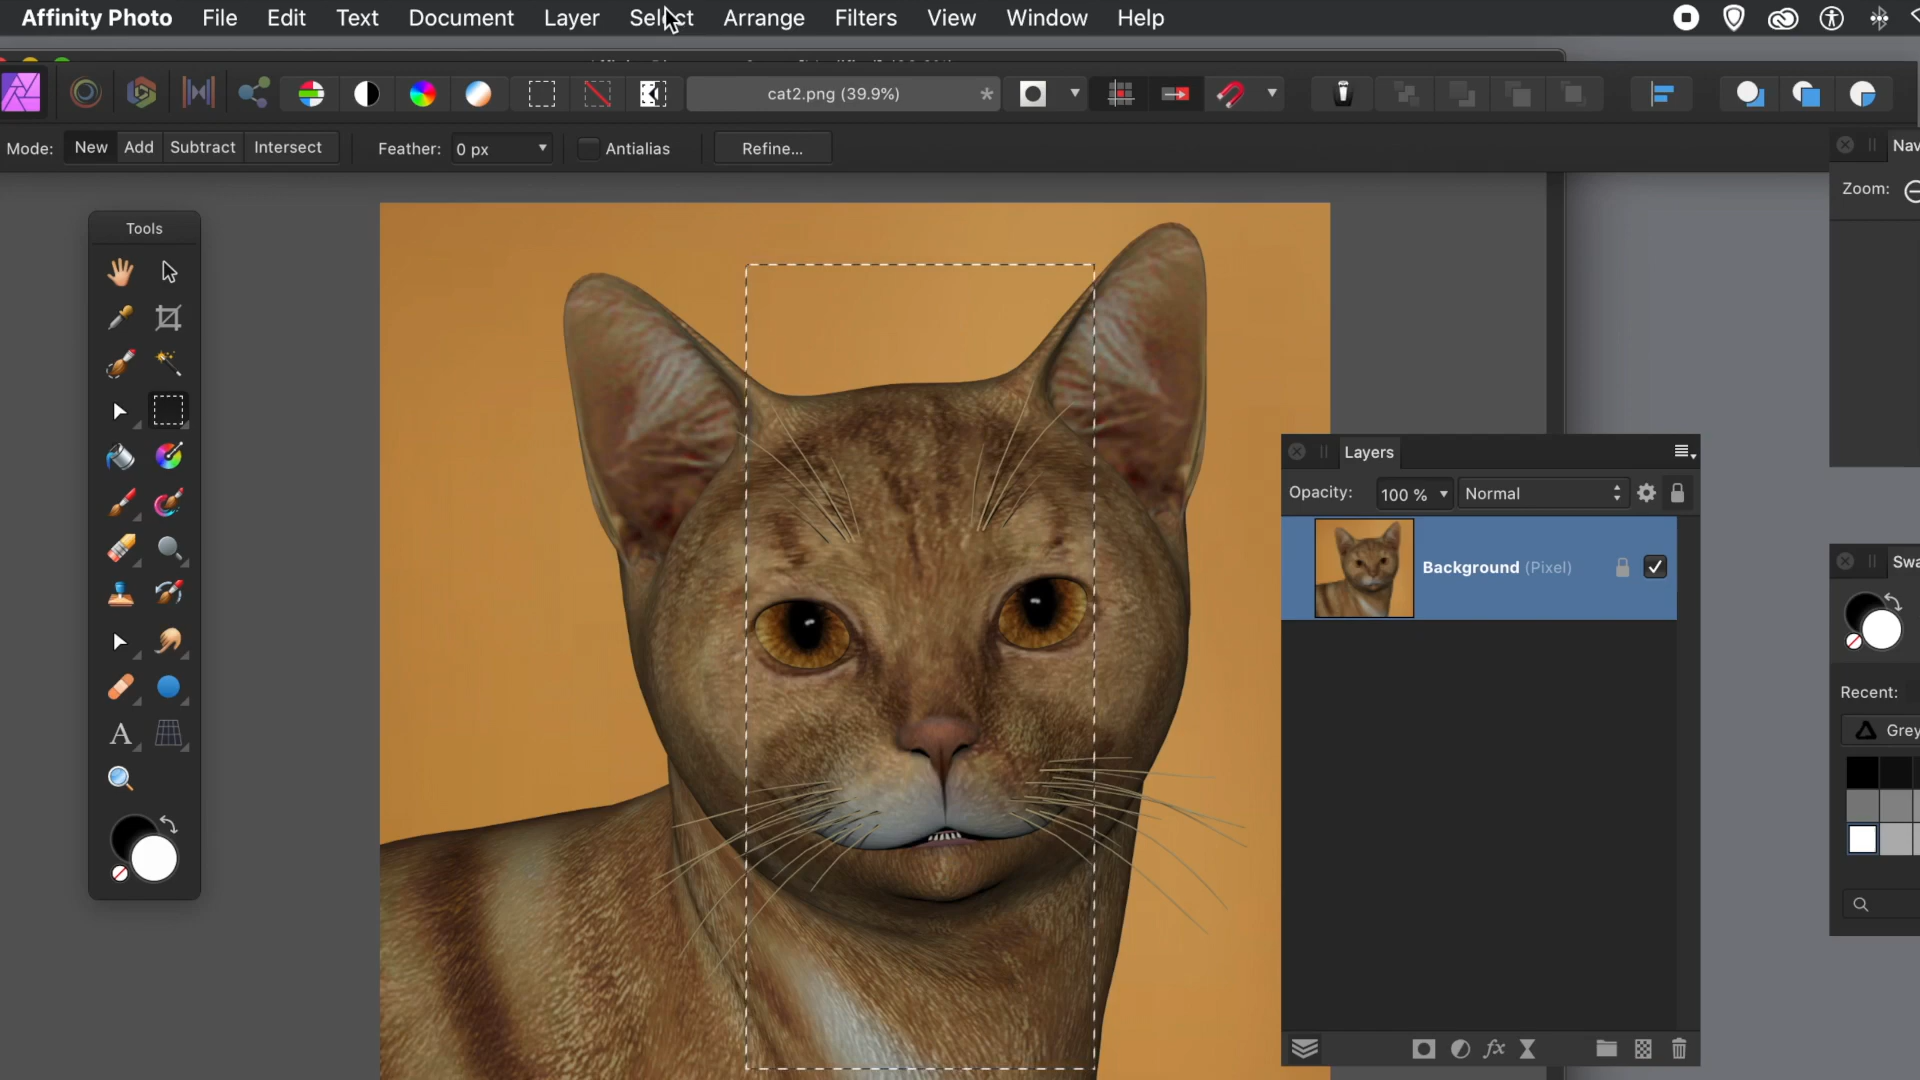 Affinity Photo File Edit Text Document Layer Select Arrange Filters View Window Help
cat2.png (39.9%) *
Mode: New Add Subtract Intersect Feather: 0 px Antialias Refine...
Nav
Zoom:
Tools
Layers
Opacity: 100 % Normal
Background (Pixel)
Swa
Recent:
Grey